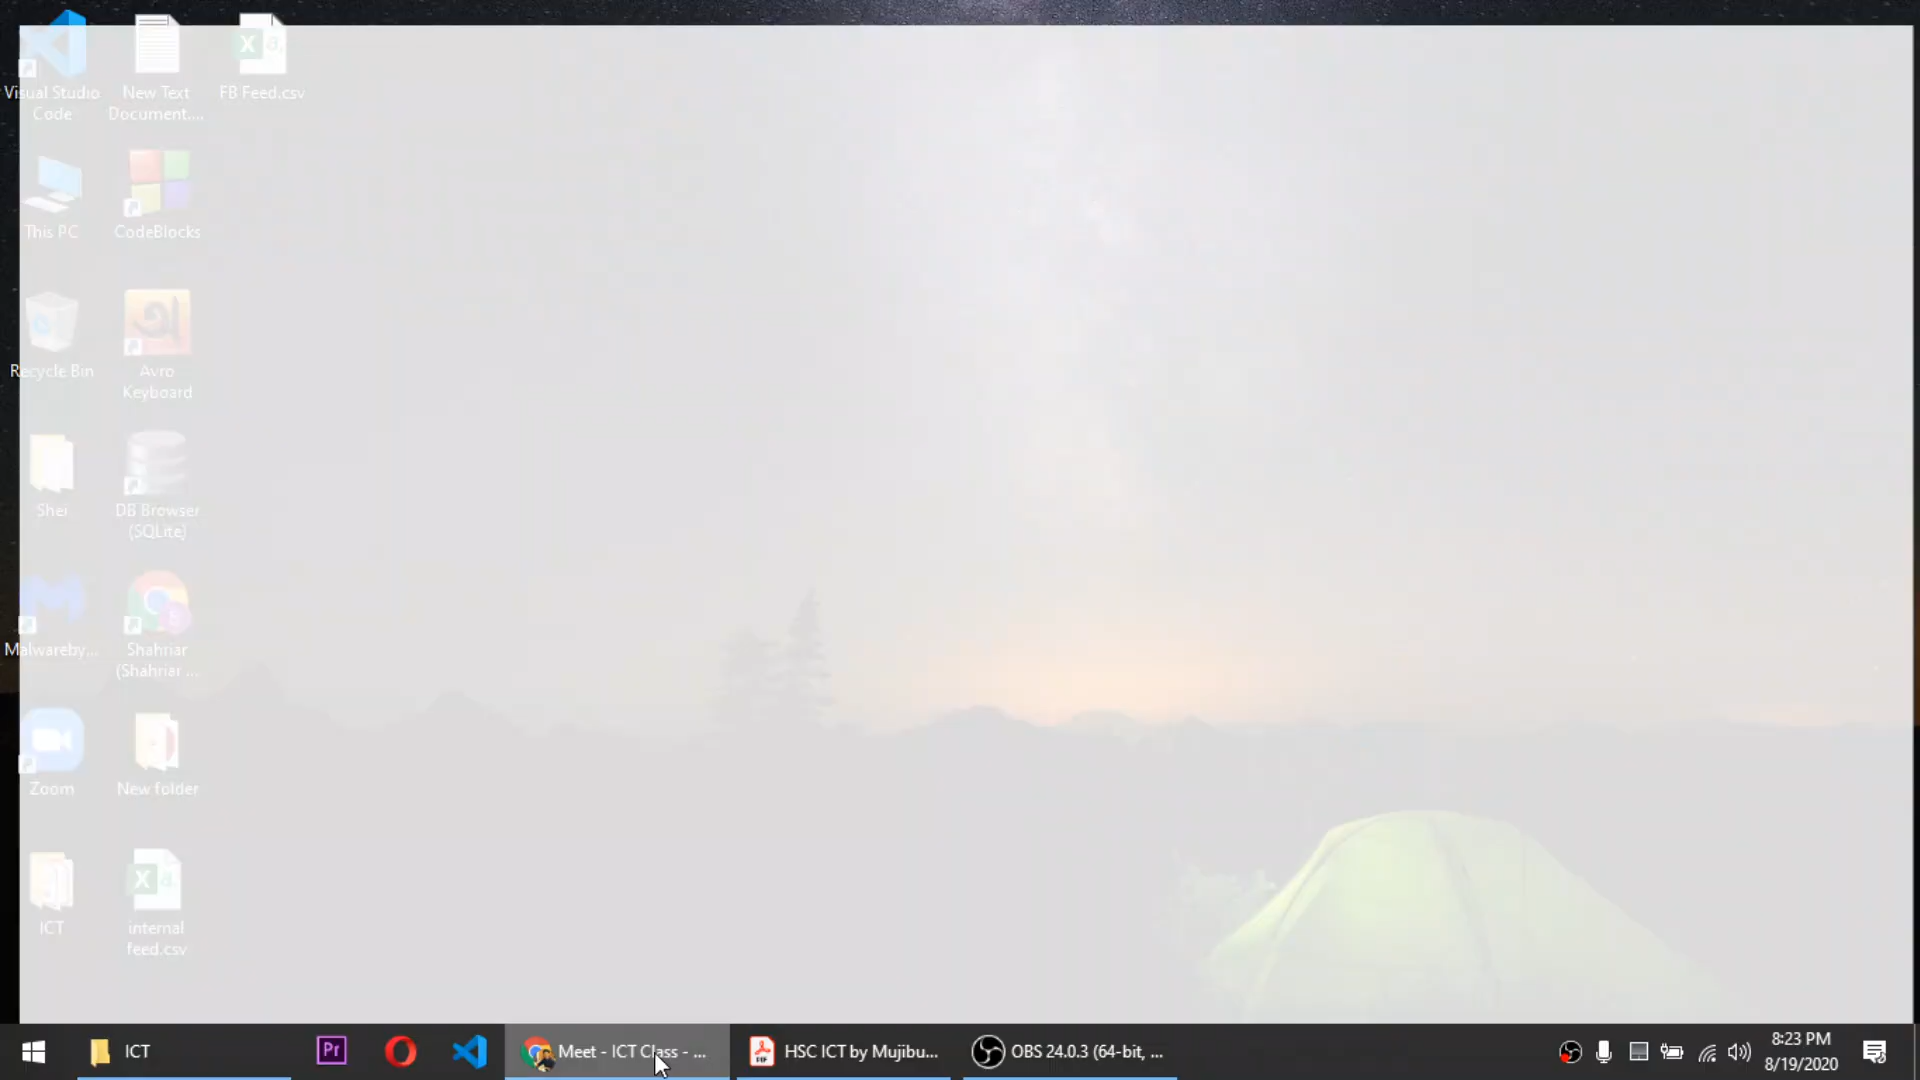 Visual Studio
Code
New Text
Document....
FB Feed.csv
This PC
CodeBlocks
Recycle Bin
Avro
Keyboard
Shei
DB Browser
(SQLite)
Malwareby...
Shahriar
(Shahriar ...
Zoom
New folder
ICT
internal
feed.csv
ICT
Pr
Meet - ICT Class - ...
HSC ICT by Mujibu...
OBS 24.0.3 (64-bit, ...
8:23 PM
8/19/2020